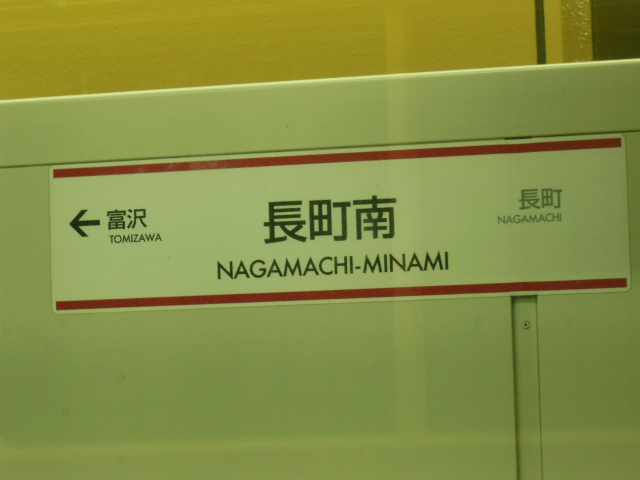 ← 富沢
TOMIZAWA
長町南
NAGAMACHI-MINAMI
長町
NAGAMACHI